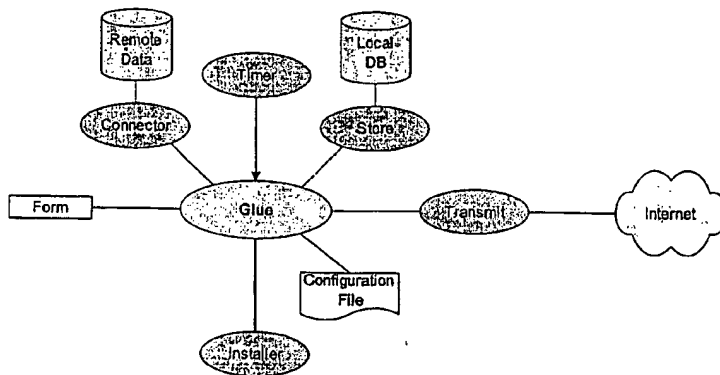 Remote
Data
Local
DB
Timer
Connector
Store
Glue
Form
Transmit
Internet
Configuration
File
Installer